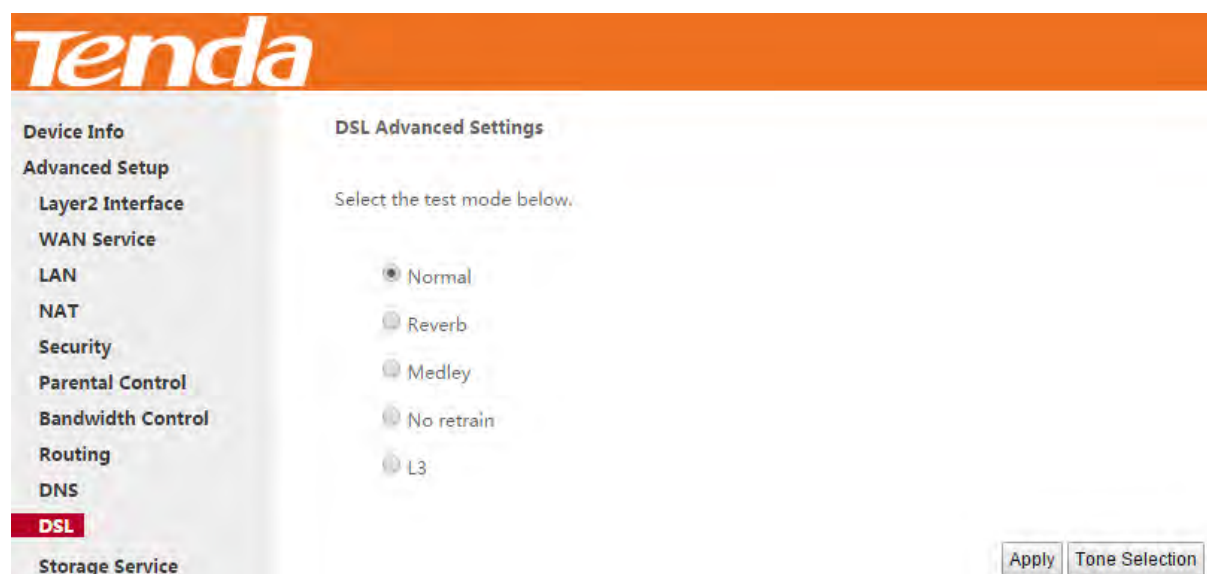 Tenda
Device Info
Advanced Setup
Layer2 Interface
WAN Service
LAN
NAT
Security
Parental Control
Bandwidth Control
Routing
DNS
DSL
Storage Service
DSL Advanced Settings
Select the test mode below.
Normal
Reverb
Medley
No retrain
L3
Apply Tone Selection